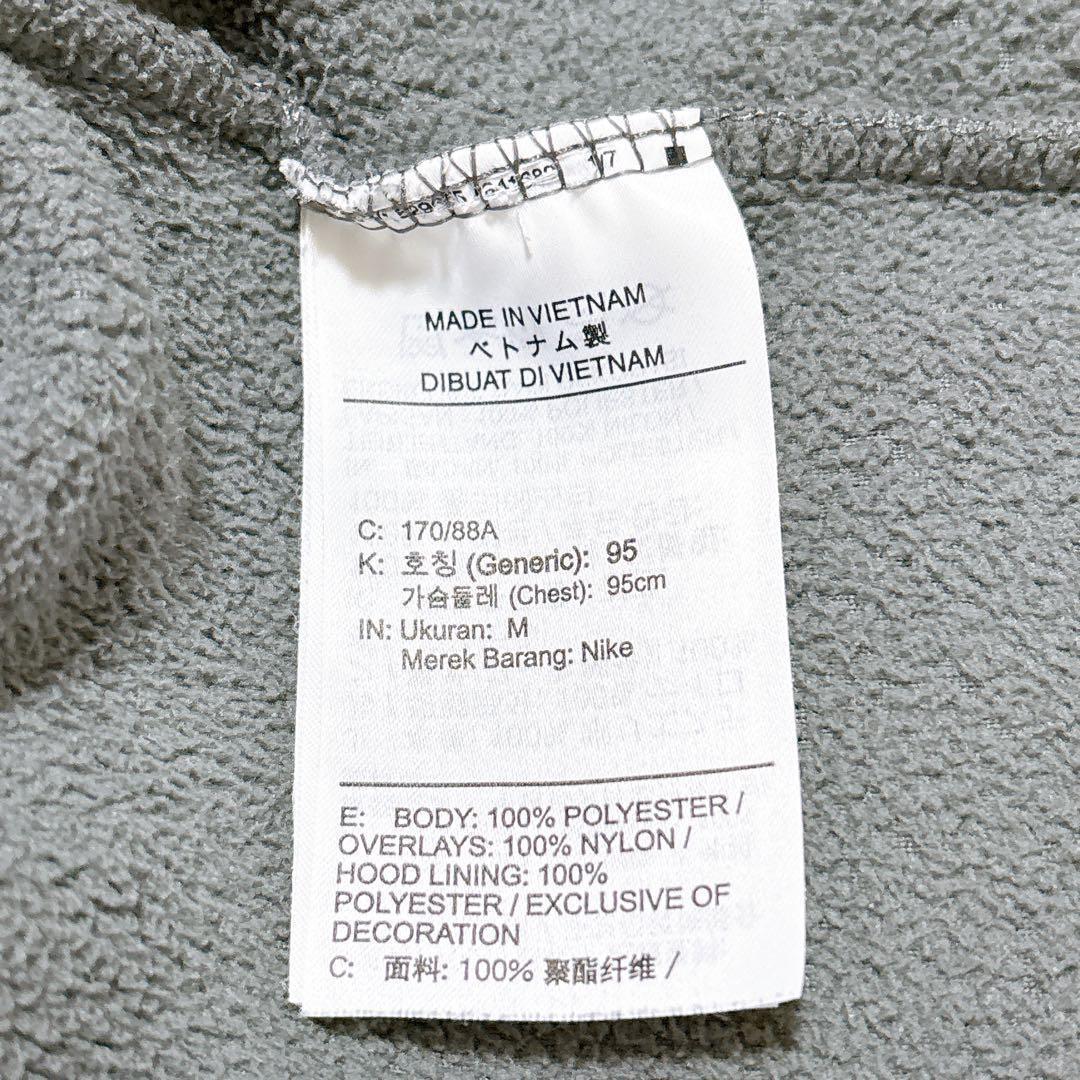 1/7
MADE IN VIETNAM
ベトナム製
DIBUAT DI VIETNAM
C: 170/88A
K: 호칭 (Generic): 95
가슴둘레 (Chest): 95cm
IN: Ukuran: M
Merek Barang: Nike
E: BODY: 100% POLYESTER /
OVERLAYS: 100% NYLON /
HOOD LINING: 100%
POLYESTER / EXCLUSIVE OF
DECORATION
C: 面料: 100% 聚酯纤维 /